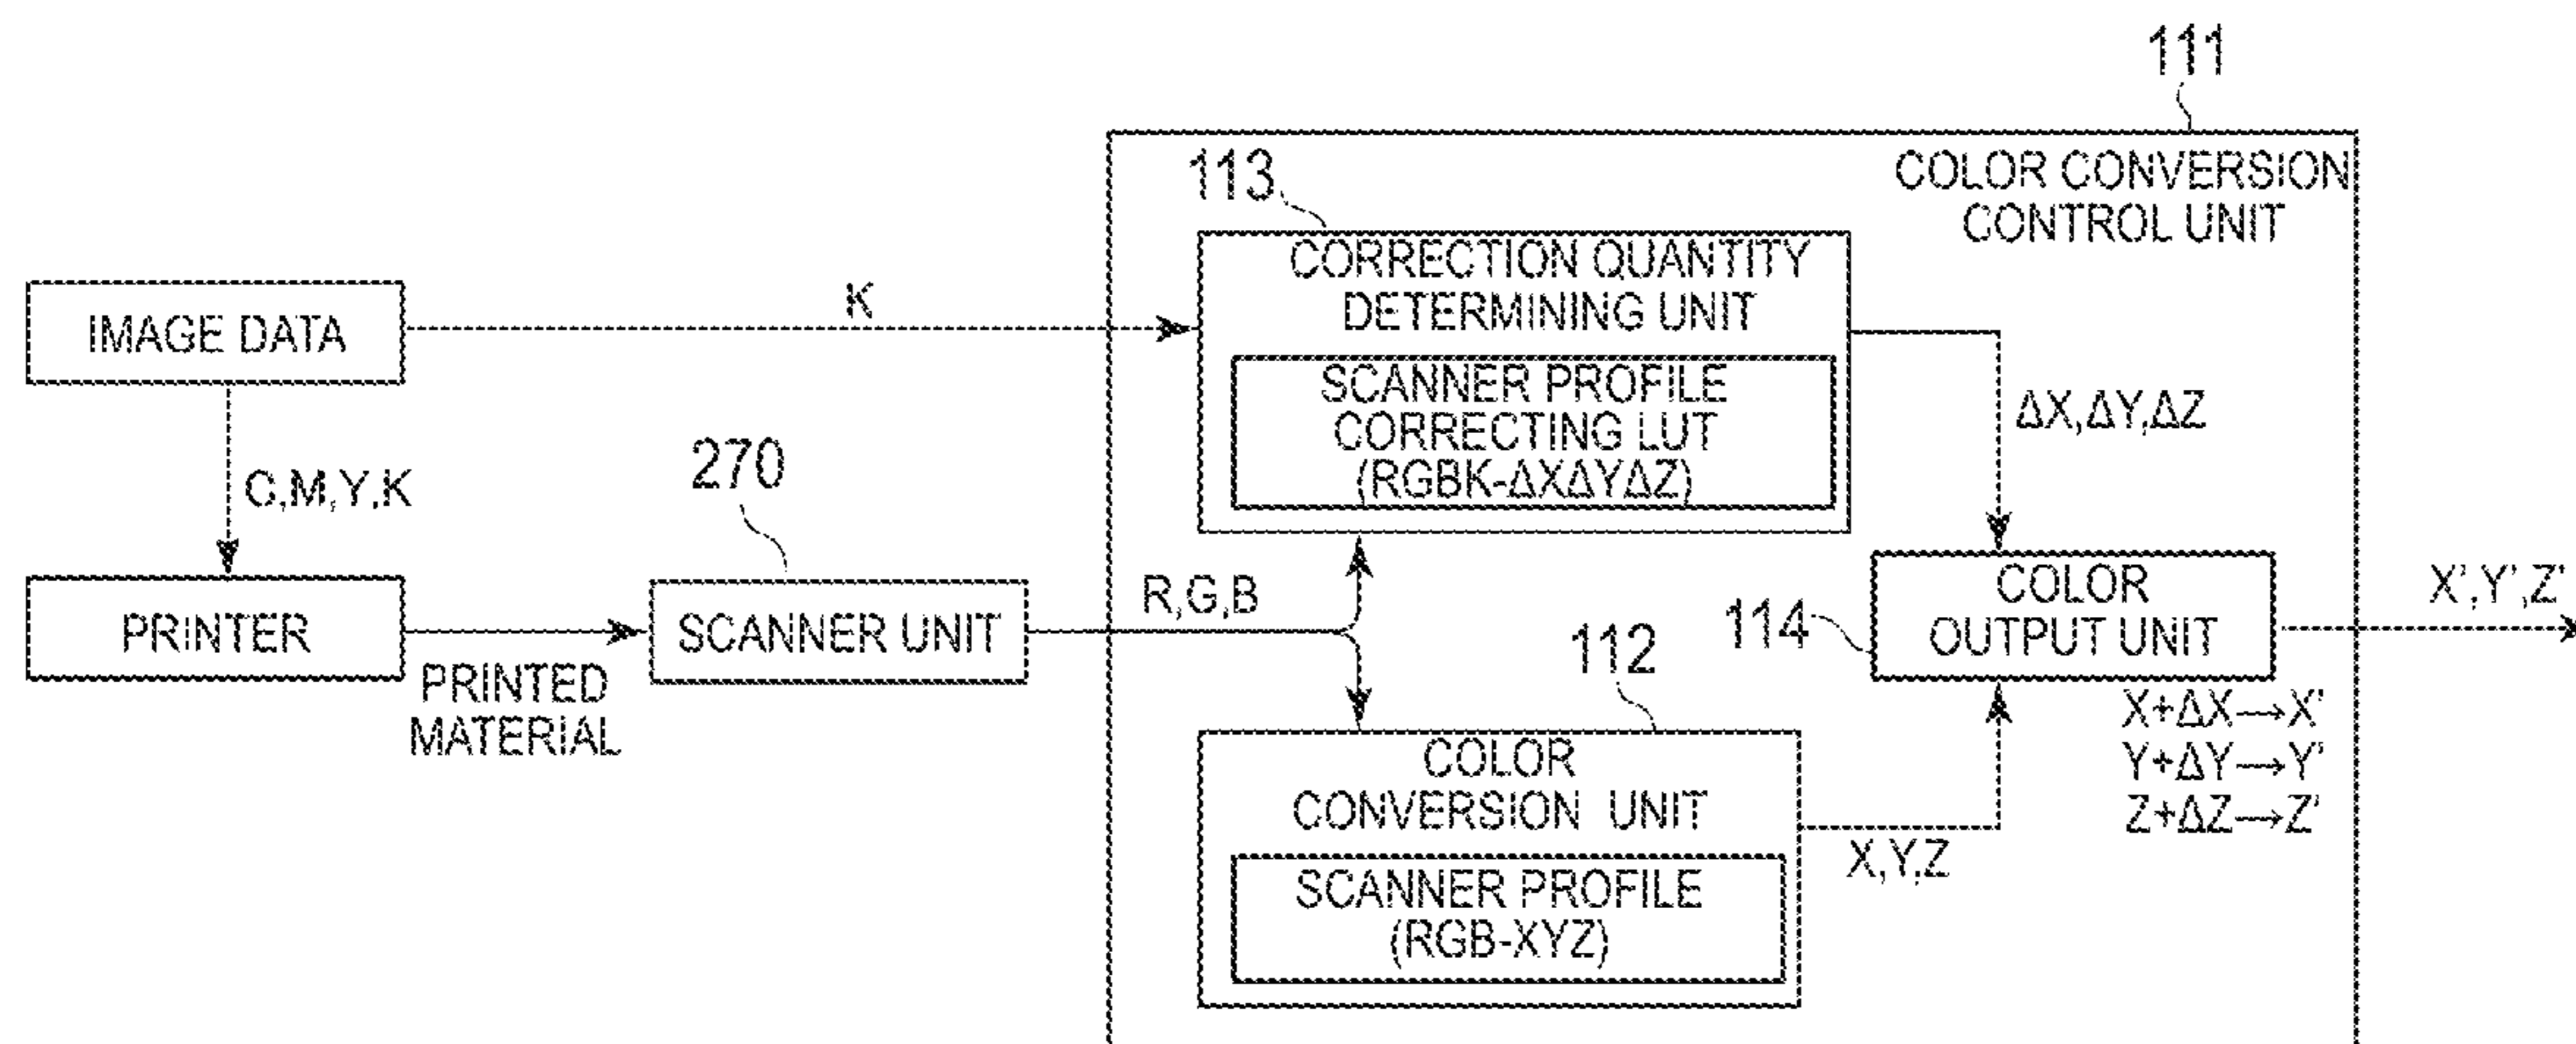 111
COLOR CONVERSION
CONTROL UNIT
113
CORRECTION QUANTITY
DETERMINING UNIT
SCANNER PROFILE
CORRECTING LUT
(RGBK-ΔXΔYΔZ)
IMAGE DATA
K
C,M,Y,K
ΔX,ΔY,ΔZ
270
PRINTER
PRINTED
MATERIAL
SCANNER UNIT
R,G,B
112
COLOR
CONVERSION UNIT
SCANNER PROFILE
(RGB-XYZ)
X,Y,Z
114
COLOR
OUTPUT UNIT
X+ΔX→X'
Y+ΔY→Y'
Z+ΔZ→Z'
X',Y',Z'